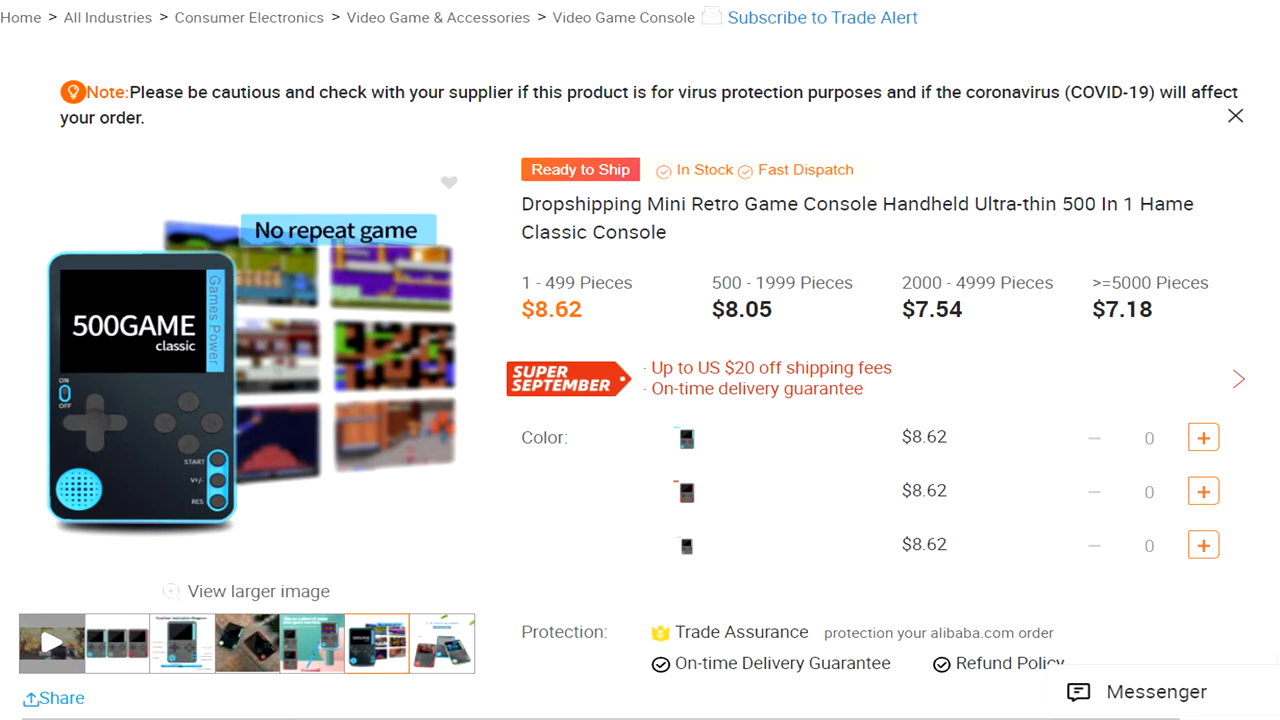 Home > All Industries > Consumer Electronics > Video Game & Accessories > Video Game Console Subscribe to Trade Alert
Note:Please be cautious and check with your supplier if this product is for virus protection purposes and if the coronavirus (COVID-19) will affect
your order.
Ready to Ship In Stock Fast Dispatch
Dropshipping Mini Retro Game Console Handheld Ultra-thin 500 In 1 Hame
Classic Console
No repeat game
500GAME
classic
Games Power
ON
OFF
START
V+/-
RES
1 - 499 Pieces 500 - 1999 Pieces 2000 - 4999 Pieces >=5000 Pieces
$8.62 $8.05 $7.54 $7.18
SUPER
SEPTEMBER
· Up to US $20 off shipping fees
· On-time delivery guarantee
Color: $8.62 0
$8.62 0
$8.62 0
View larger image
Protection: Trade Assurance protection your alibaba.com order
On-time Delivery Guarantee Refund Policy
Share
Messenger